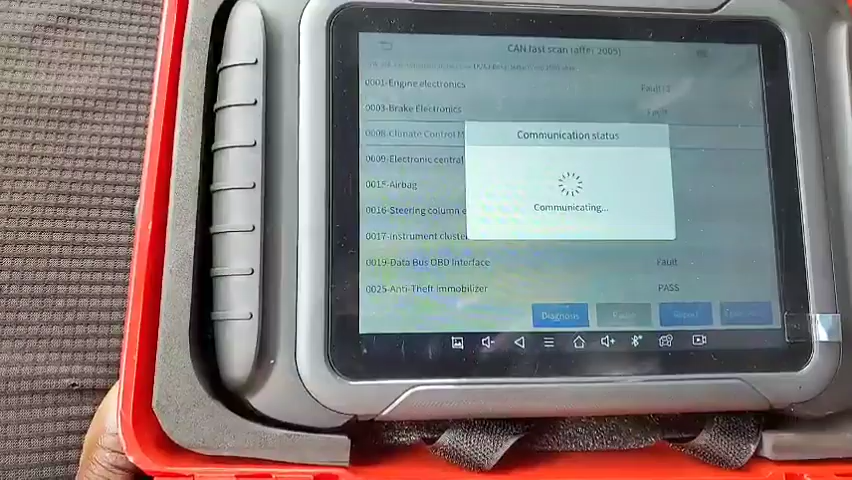 CAN fast scan (after 2005)
0001-Engine electronics
0003-Brake Electronics
Fault
0008-Climate Control M
Communication status
0009-Electronic central
0015-Airbag
0016-Steering column e
Communicating...
0017-Instrument cluster
0019-Data Bus OBD Interface Fault
0025-Anti-Theft Immobilizer PASS
Diagnosis Pause Report